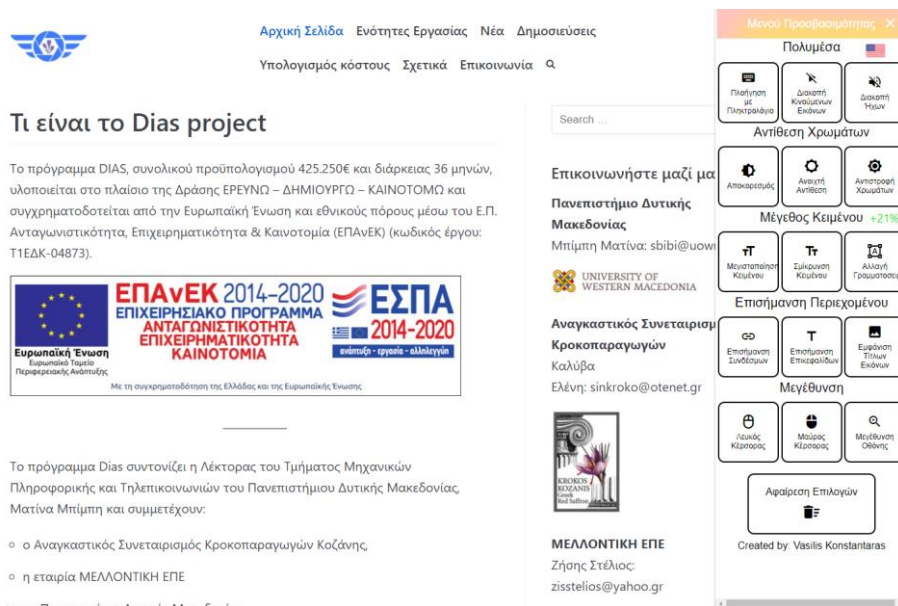 Αρχική Σελίδα Ενότητες Εργασίας Νέα Δημοσιεύσεις
Υπολογισμός κόστους Σχετικά Επικοινωνία
Τι είναι το Dias project
Το πρόγραμμα DIAS, συνολικού προϋπολογισμού 425.250€ και διάρκειας 36 μηνών,
υλοποιείται στο πλαίσιο της Δράσης ΕΡΕΥΝΩ – ΔΗΜΙΟΥΡΓΩ – ΚΑΙΝΟΤΟΜΩ και
συγχρηματοδοτείται από την Ευρωπαϊκή Ένωση και εθνικούς πόρους μέσω του Ε.Π.
Ανταγωνιστικότητα, Επιχειρηματικότητα & Καινοτομία (ΕΠΑνΕΚ) (κωδικός έργου:
Τ1ΕΔΚ-04873).
Ευρωπαϊκή Ένωση
Ευρωπαϊκό Ταμείο
Περιφερειακής Ανάπτυξης
ΕΠΑνΕΚ 2014–2020
ΕΠΙΧΕΙΡΗΣΙΑΚΟ ΠΡΟΓΡΑΜΜΑ
ΑΝΤΑΓΩΝΙΣΤΙΚΟΤΗΤΑ
ΕΠΙΧΕΙΡΗΜΑΤΙΚΟΤΗΤΑ
ΚΑΙΝΟΤΟΜΙΑ
ΕΣΠΑ
2014-2020
ανάπτυξη - εργασία - αλληλεγγύη
Με τη συγχρηματοδότηση της Ελλάδας και της Ευρωπαϊκής Ένωσης
Το πρόγραμμα Dias συντονίζει η Λέκτορας του Τμήματος Μηχανικών
Πληροφορικής και Τηλεπικοινωνιών του Πανεπιστήμιου Δυτικής Μακεδονίας,
Ματίνα Μπίμπη και συμμετέχουν:
ο Αναγκαστικός Συνεταιρισμός Κροκοπαραγωγών Κοζάνης,
η εταιρία ΜΕΛΛΟΝΤΙΚΗ ΕΠΕ
Search ...
Επικοινωνήστε μαζί μα
Πανεπιστήμιο Δυτικής
Μακεδονίας
Μπίμπη Ματίνα: sbibi@uow
UNIVERSITY OF
WESTERN MACEDONIA
Αναγκαστικός Συνεταιρισμ
Κροκοπαραγωγών
Καλύβα
Ελένη: sinkroko@otenet.gr
KROKOS
KOZANIS
Greek
Red Saffron
ΜΕΛΛΟΝΤΙΚΗ ΕΠΕ
Ζήσης Στέλιος:
zisstelios@yahoo.gr
Μενού Προσβασιμότητας ×
Πολυμέσα
Πλοήγηση
με
Πληκτρολόγιο
Διακοπή
Κινούμενων
Εικόνων
Διακοπή
Ήχων
Αντίθεση Χρωμάτων
Αποκορεσμός
Ανοιχτή
Αντίθεση
Αντιστροφή
Χρωμάτων
Μέγεθος Κειμένου +21%
Μεγιστοποίηση
Κειμένου
Σμίκρυνση
Κειμένου
Αλλαγή
Γραμματοσει
Επισήμανση Περιεχομένου
Επισήμανση
Συνδέσμων
Επισήμανση
Επικεφαλίδων
Εμφάνιση
Τίτλων
Εικόνων
Μεγέθυνση
Λευκός
Κέρσορας
Μαύρος
Κέρσορας
Μεγέθυνση
Οθόνης
Αφαίρεση Επιλογών
Created by: Vasilis Konstantaras